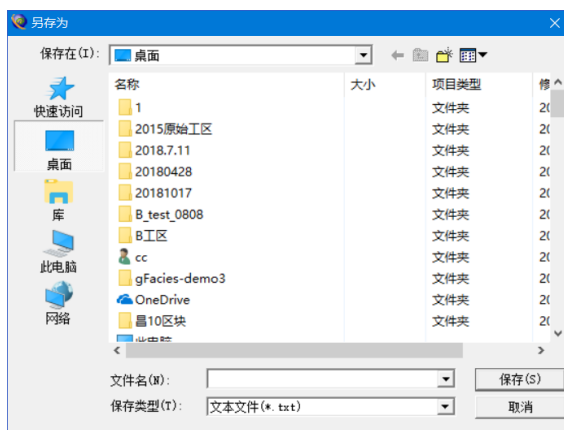 另存为
保存在(I):
桌面
名称 大小 项目类型 修
快速访问
桌面
库
此电脑
网络
1 文件夹 20
2015原始工区 文件夹 20
2018.7.11 文件夹 20
20180428 文件夹 20
20181017 文件夹 20
B_test_0808 文件夹 20
B工区 文件夹 20
cc 文件夹 20
gFacies-demo3 文件夹 20
OneDrive 文件夹 20
昌10区块 文件夹 20
此电脑
文件名(N): 保存(S)
保存类型(T): 文本文件(*.txt) 取消